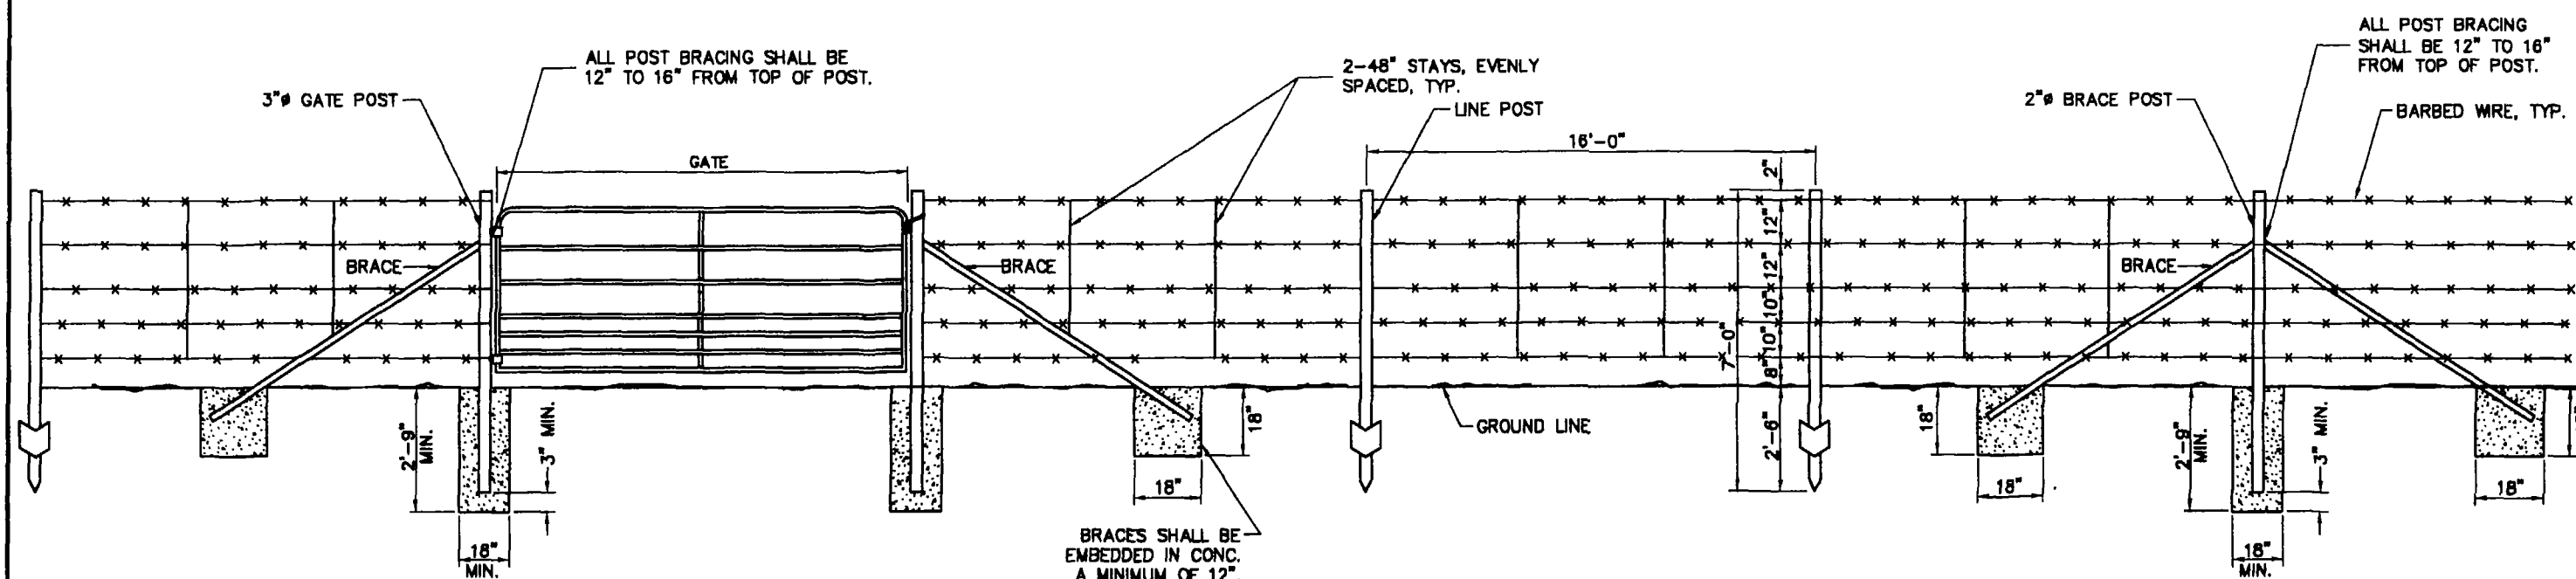 ALL POST BRACING SHALL BE
12" TO 16" FROM TOP OF POST.
3"ø GATE POST
GATE
2-48" STAYS, EVENLY
SPACED, TYP.
LINE POST
16'-0"
2"ø BRACE POST
ALL POST BRACING
SHALL BE 12" TO 16"
FROM TOP OF POST.
BARBED WIRE, TYP.
BRACE
BRACE
BRACE
2"
12"
12"
10"
10"
8"
7'-0"
2'-6"
GROUND LINE
2'-9"
MIN.
3" MIN.
18"
MIN.
18"
18"
BRACES SHALL BE
EMBEDDED IN CONC.
A MINIMUM OF 12".
18"
18"
2'-9"
MIN.
3" MIN.
18"
MIN.
18"